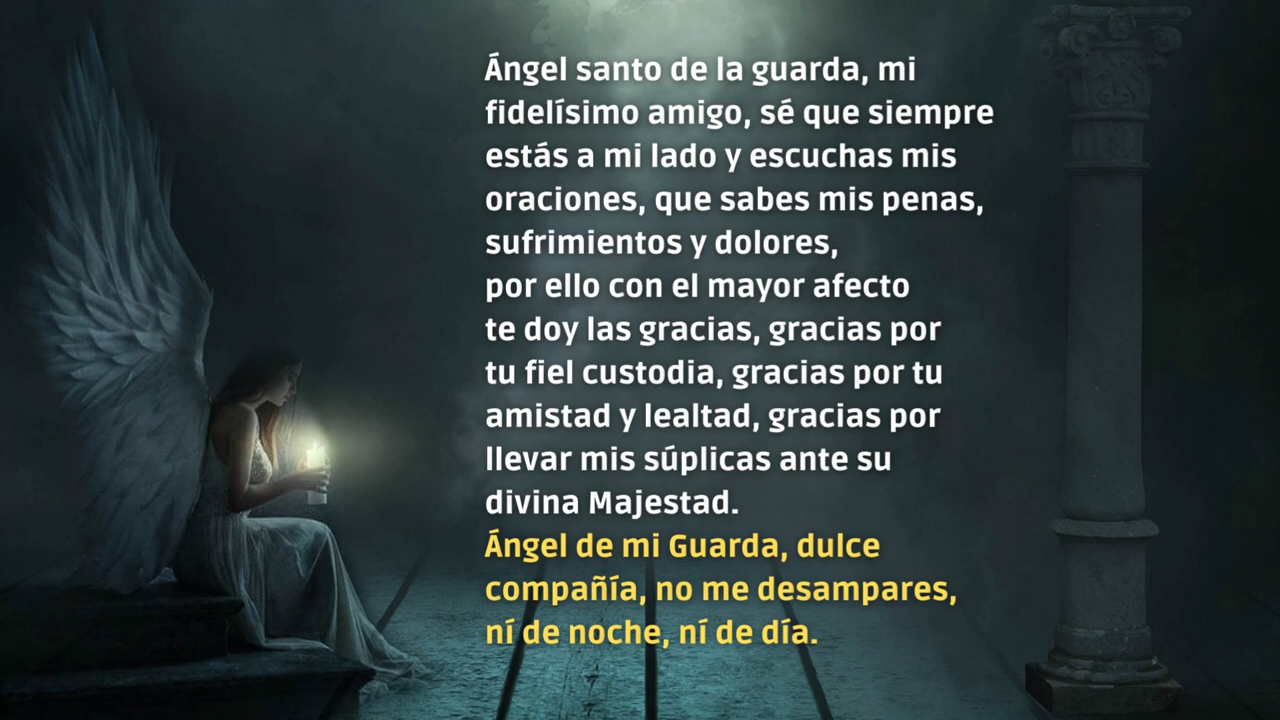 Ángel santo de la guarda, mi
fidelísimo amigo, sé que siempre
estás a mi lado y escuchas mis
oraciones, que sabes mis penas,
sufrimientos y dolores,
por ello con el mayor afecto
te doy las gracias, gracias por
tu fiel custodia, gracias por tu
amistad y lealtad, gracias por
llevar mis súplicas ante su
divina Majestad.
Ángel de mi Guarda, dulce
compañía, no me desampares,
ní de noche, ní de día.